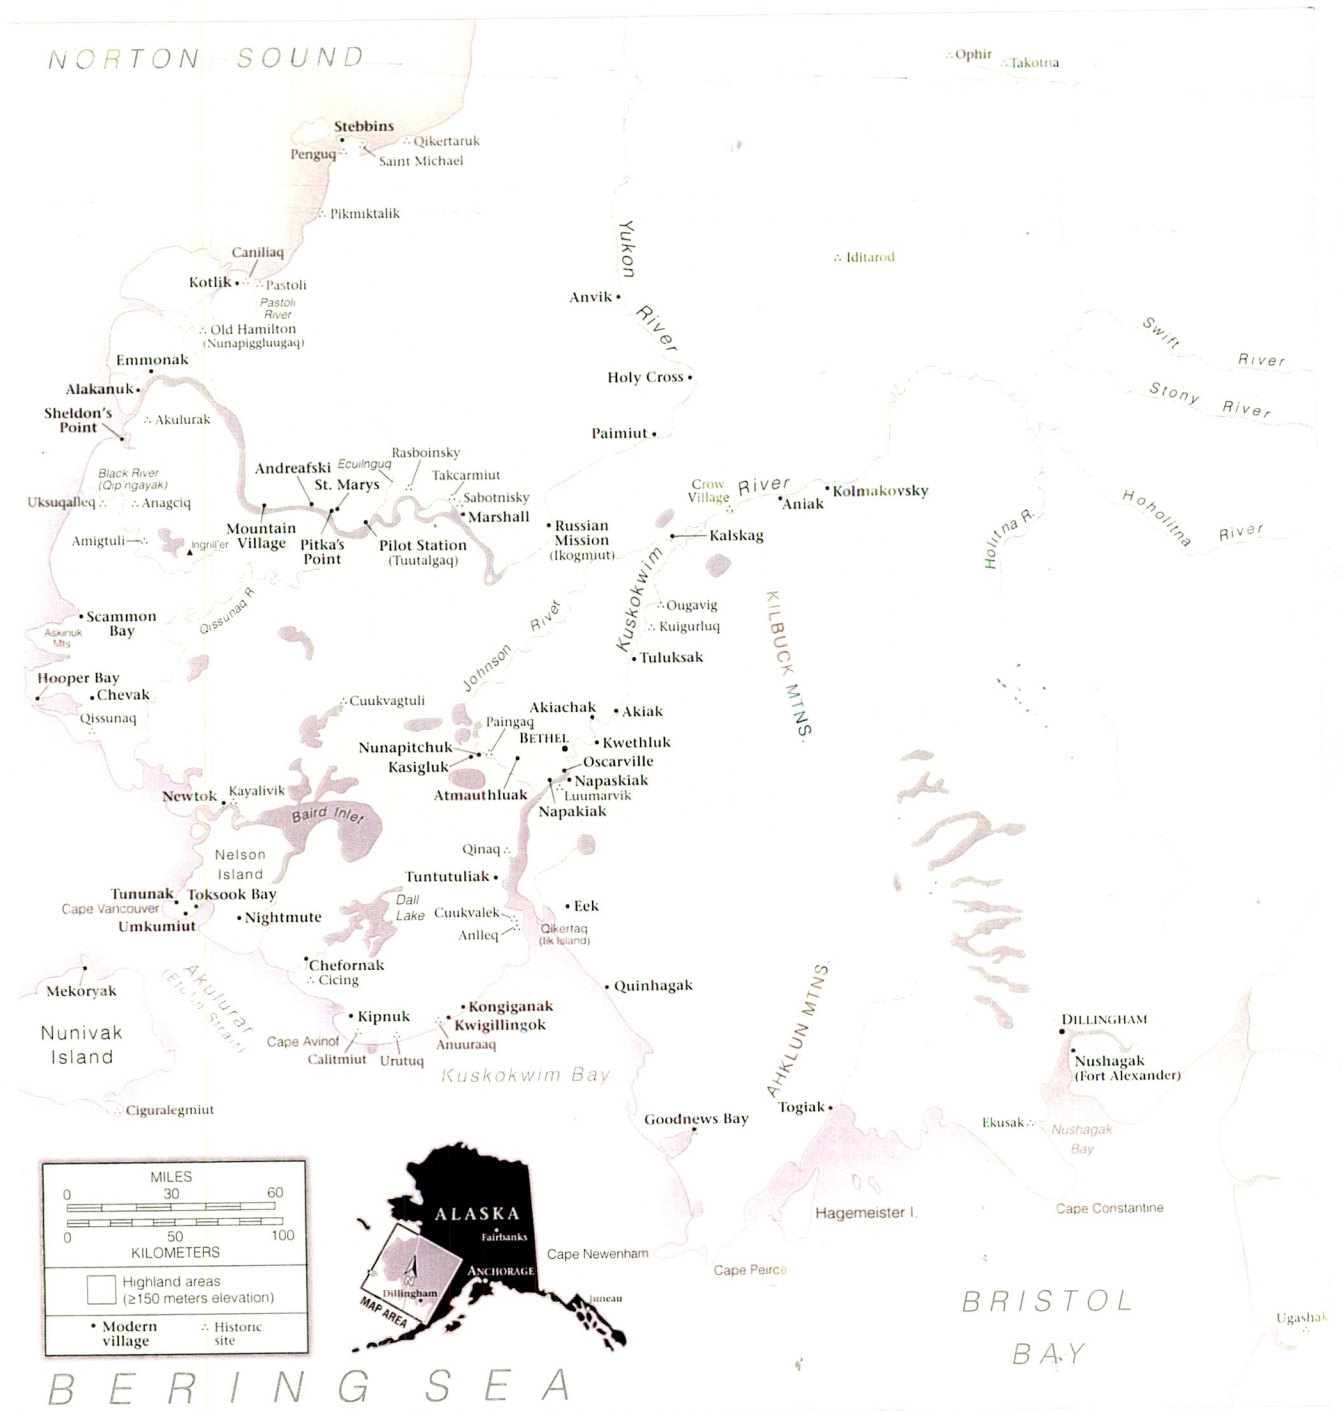 NORTON SOUND
Ophir
Takotna
Stebbins
Qikertaruk
Penguq
Saint Michael
Pikmiktalik
Yukon
River
Caniliaq
Iditarod
Kotlik
Pastoli
Anvik
Pastoli
River
Old Hamilton
(Nunapiggluugaq)
Swift River
Emmonak
Holy Cross
Alakanuk
Stony River
Sheldon's
Point
Akulurak
Paimiut
Rasboinsky
Andreafski
Ecuilnguq
Takcarmiut
Black River
(Qip'ngayak)
St. Marys
Crow
Village
River
Kolmakovsky
Uksuqalleq
Anagciq
Sabotnisky
Aniak
Marshall
Hoholitna River
Holitna R.
Mountain
Village
Russian
Mission
(Ikogmiut)
Amigtuli
Ingrill'er
Pitka's
Point
Pilot Station
(Tuutalgaq)
Kalskag
Kuskokwim
Qissunaq R
Johnson River
Ougavig
Scammon
Bay
Kuigurluq
KILBUCK MTNS.
Askinuk
Mts
Tuluksak
Hooper Bay
Chevak
Cuukvagtuli
Qissunaq
Akiachak
Akiak
Paingaq
BETHEL
Nunapitchuk
Kwethluk
Kasigluk
Oscarville
Napaskiak
Newtok
Kayalivik
Atmauthluak
Luumarvik
Napakiak
Baird Inlet
Nelson
Island
Qinaq
Tuntutuliak
Tununak
Toksook Bay
Cape Vancouver
Dall
Lake
Eek
Nightmute
Cuukvalek
Umkumiut
Anlleq
Qikertaq
(Iik Island)
Chefornak
Cicing
Akulurar
(Etolin Strait)
Mekoryak
Quinhagak
AHKLUN MTNS.
Kongiganak
Kipnuk
Kwigillingok
DILLINGHAM
Nunivak
Island
Cape Avinof
Anuuraaq
Calitmiut
Urutuq
Nushagak
(Fort Alexander)
Kuskokwim Bay
Ciguralegmiut
Togiak
Goodnews Bay
Ekusak
Nushagak
Bay
MILES
0 30 60
0 50 100
KILOMETERS
Highland areas
(≥150 meters elevation)
Modern
village
Historic
site
ALASKA
Fairbanks
ANCHORAGE
N
Dillingham
MAP AREA
Juneau
Hagemeister I.
Cape Constantine
Cape Newenham
Cape Peirce
BRISTOL
BAY
Ugashak
BERING SEA